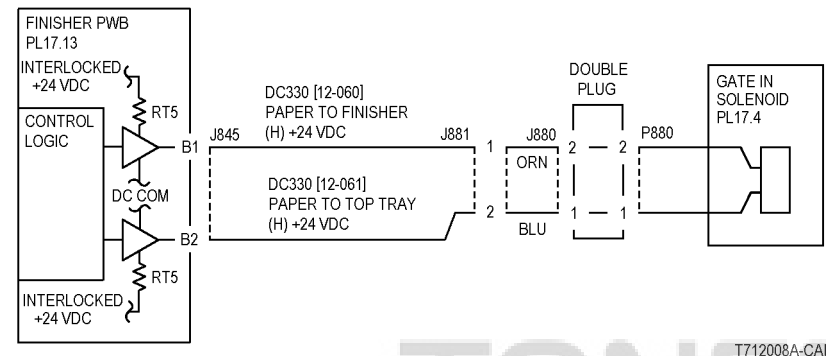 FINISHER PWB
PL17.13
INTERLOCKED
+24 VDC
RT5
CONTROL
LOGIC
B1
DC COM
B2
RT5
INTERLOCKED
+24 VDC
J845
DC330 [12-060]
PAPER TO FINISHER
(H) +24 VDC
DC330 [12-061]
PAPER TO TOP TRAY
(H) +24 VDC
J881
1
2
J880
ORN
BLU
DOUBLE
PLUG
2 2
1 1
P880
GATE IN
SOLENOID
PL17.4